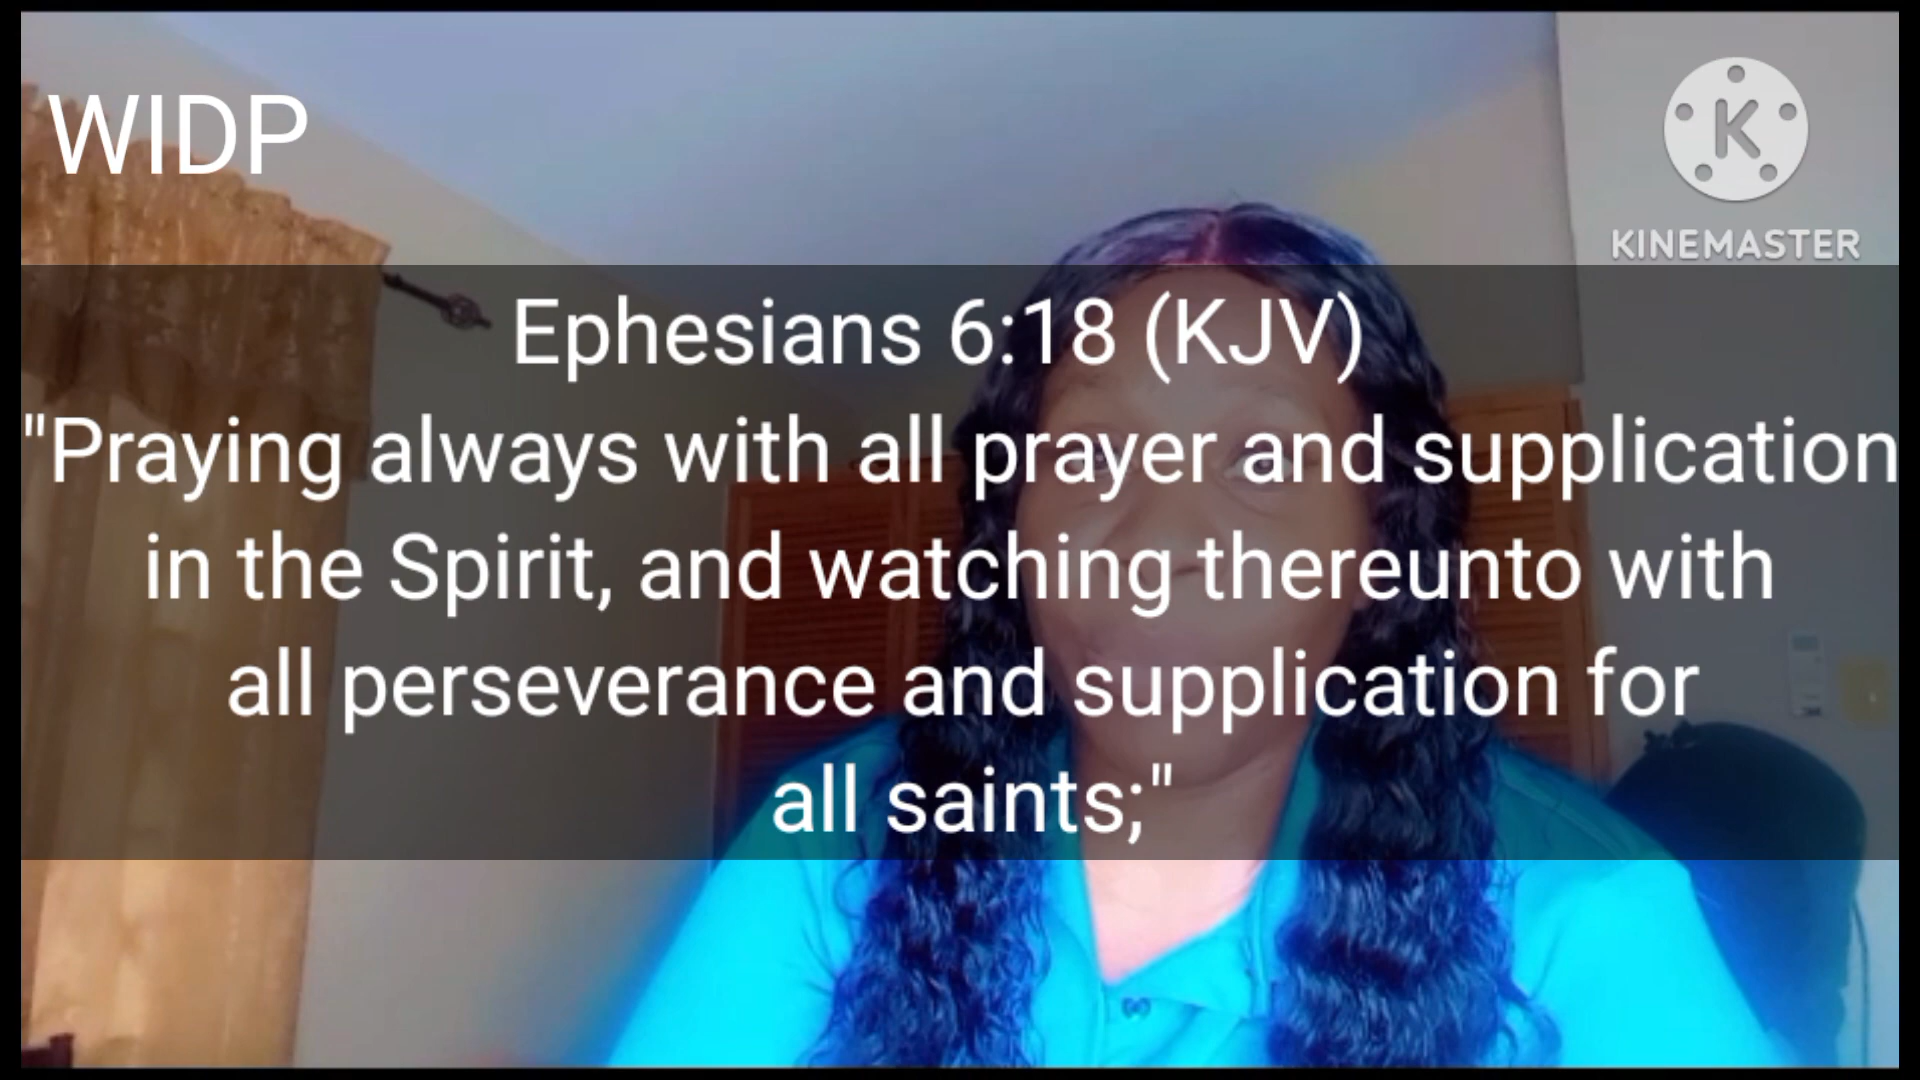 WIDP
K
KINEMASTER
Ephesians 6:18 (KJV)
"Praying always with all prayer and supplication
in the Spirit, and watching thereunto with
all perseverance and supplication for
all saints;"